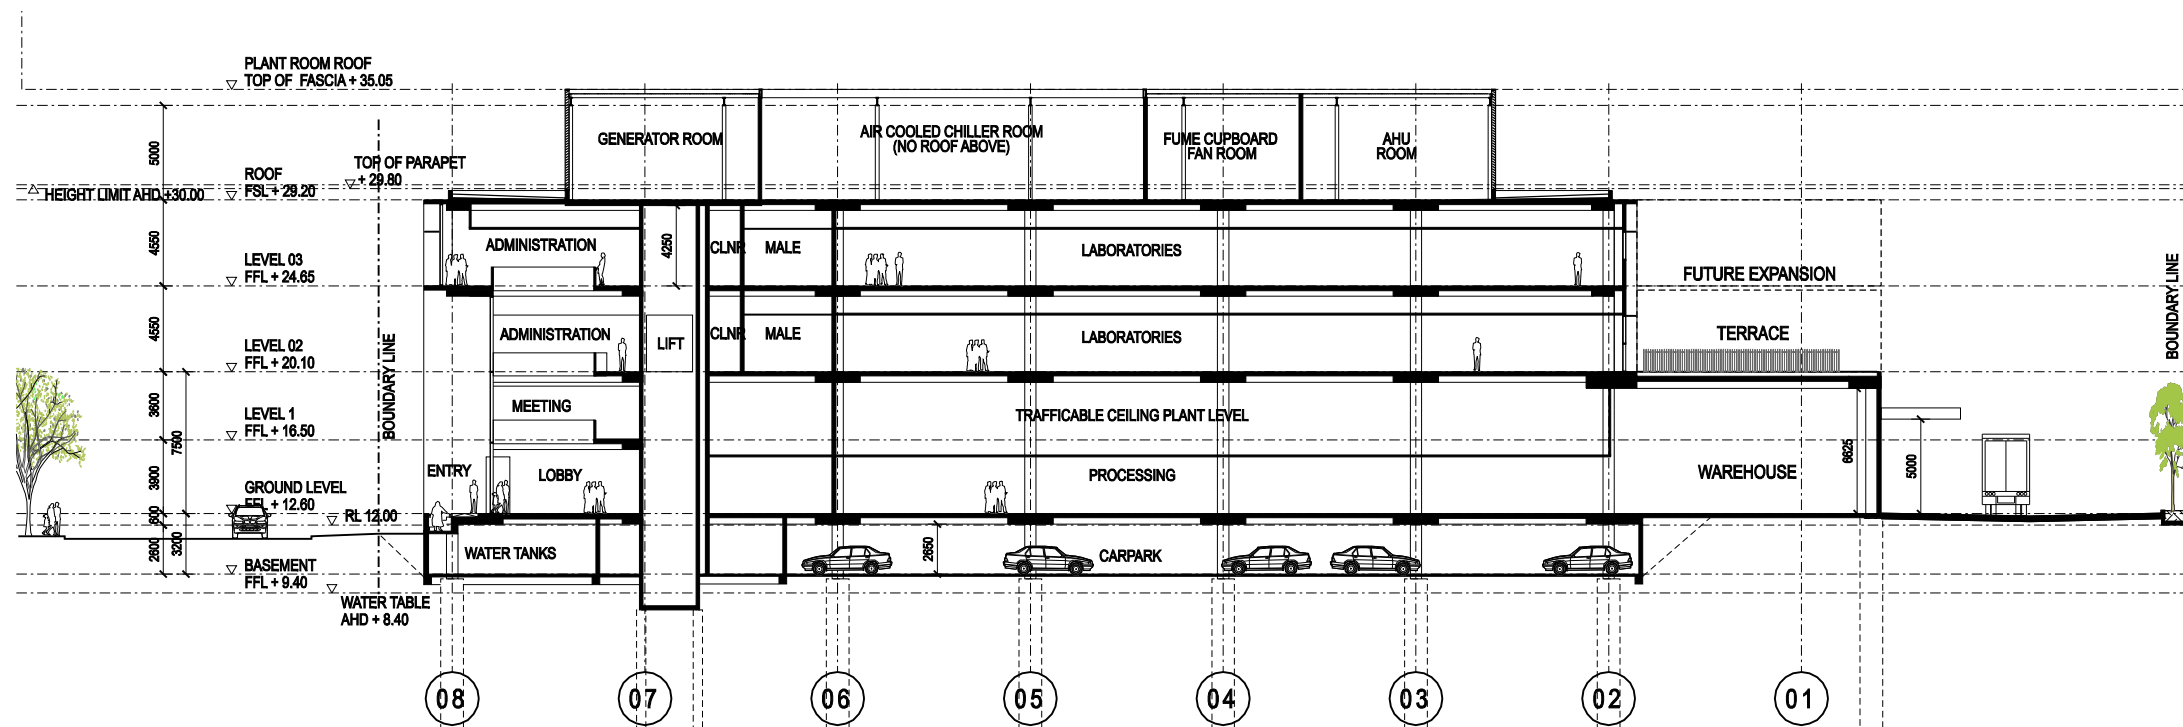 PLANT ROOM ROOF
TOP OF FASCIA + 35.05
GENERATOR ROOM
AIR COOLED CHILLER ROOM
(NO ROOF ABOVE)
FUME CUPBOARD
FAN ROOM
AHU
ROOM
5000
TOP OF PARAPET
+ 29.80
ROOF
FSL + 29.20
HEIGHT LIMIT AHD +30.00
4550
LEVEL 03
FFL + 24.65
ADMINISTRATION
4250
CLNR
MALE
LABORATORIES
FUTURE EXPANSION
BOUNDARY LINE
4550
LEVEL 02
FFL + 20.10
BOUNDARY LINE
ADMINISTRATION
LIFT
CLNR
MALE
LABORATORIES
TERRACE
3600
7500
LEVEL 1
FFL + 16.50
MEETING
TRAFFICABLE CEILING PLANT LEVEL
6625
5000
3900
ENTRY
LOBBY
PROCESSING
WAREHOUSE
GROUND LEVEL
FFL + 12.60
600
RL 12.00
2600
3200
WATER TANKS
2650
CARPARK
BASEMENT
FFL + 9.40
WATER TABLE
AHD + 8.40
08
07
06
05
04
03
02
01